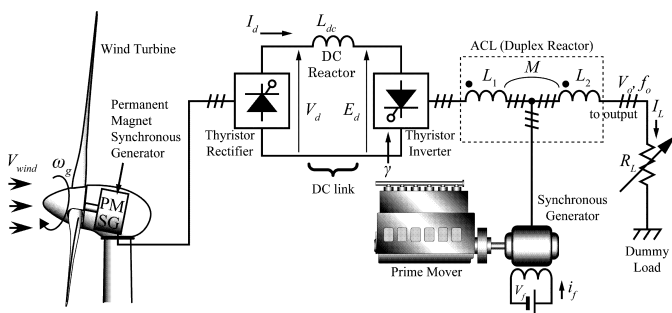 Wind Turbine
Permanent
Magnet
Synchronous
Generator
V_wind
ω_g
PM
SG
I_d
L_dc
DC
Reactor
Thyristor
Rectifier
V_d
E_d
DC link
γ
Thyristor
Inverter
ACL (Duplex Reactor)
L_1
M
L_2
V_o, f_o
to output
I_L
R_L
Dummy
Load
Synchronous
Generator
Prime Mover
V_f
i_f